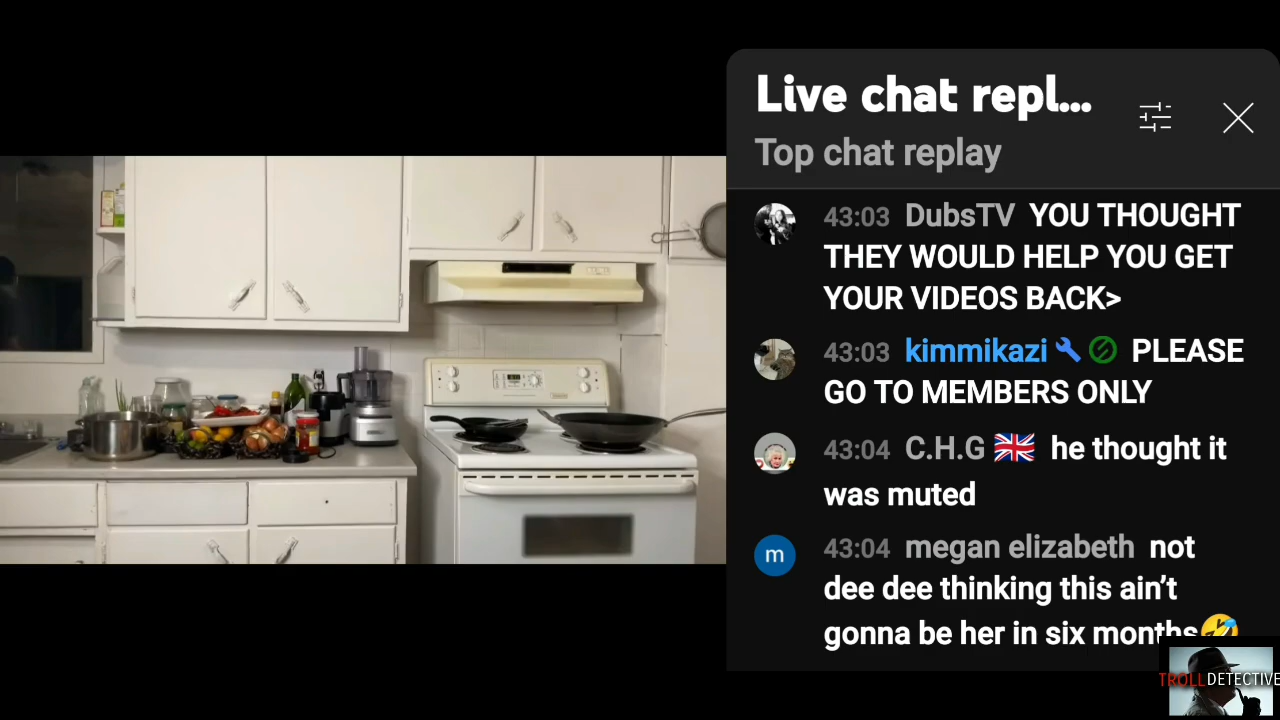 Live chat repl...
Top chat replay
43:03 DubsTV YOU THOUGHT
THEY WOULD HELP YOU GET
YOUR VIDEOS BACK>
43:03 kimmikazi PLEASE
GO TO MEMBERS ONLY
43:04 C.H.G 🇬🇧 he thought it
was muted
m
43:04 megan elizabeth not
dee dee thinking this ain't
gonna be her in six months🤣
TROLLDETECTIVE